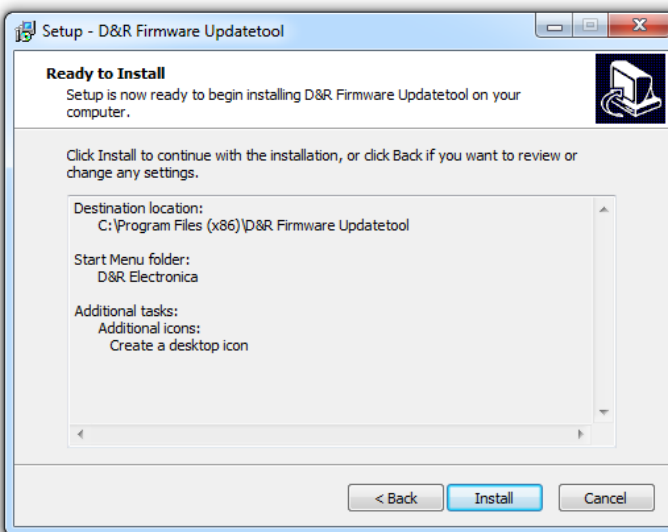 Setup - D&R Firmware Updatetool
Ready to Install
Setup is now ready to begin installing D&R Firmware Updatetool on your
computer.
Click Install to continue with the installation, or click Back if you want to review or
change any settings.
Destination location:
C:\Program Files (x86)\D&R Firmware Updatetool
Start Menu folder:
D&R Electronica
Additional tasks:
Additional icons:
Create a desktop icon
< Back
Install
Cancel